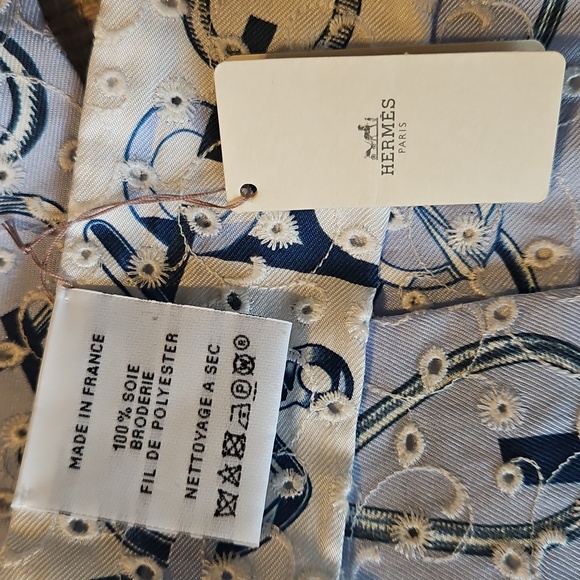 HERMES
PARIS
MADE IN FRANCE
100% SOIE
BRODERIE
FIL DE POLYESTER
NETTOYAGE A SEC